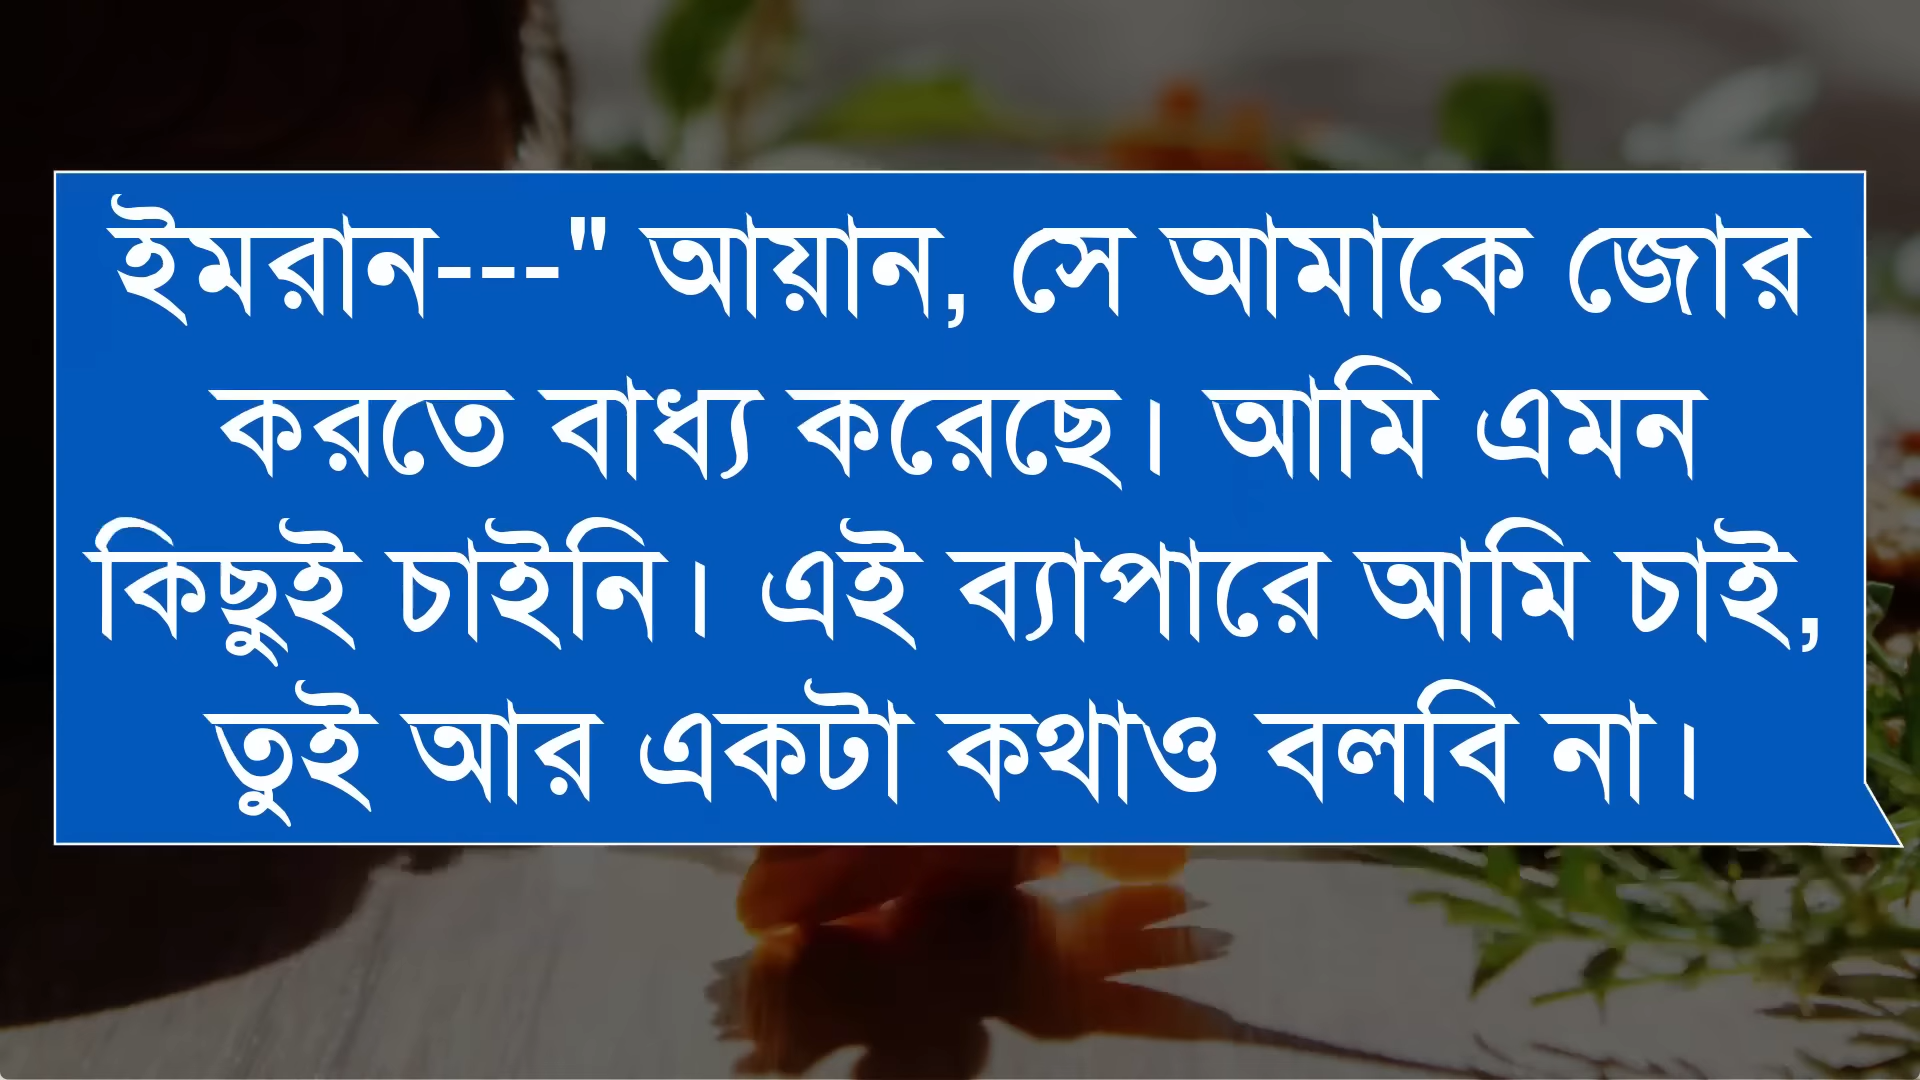 ইমরান---" আয়ান, সে আমাকে জোর
করতে বাধ্য করেছে। আমি এমন
কিছুই চাইনি। এই ব্যাপারে আমি চাই,
তুই আর একটা কথাও বলবি না।